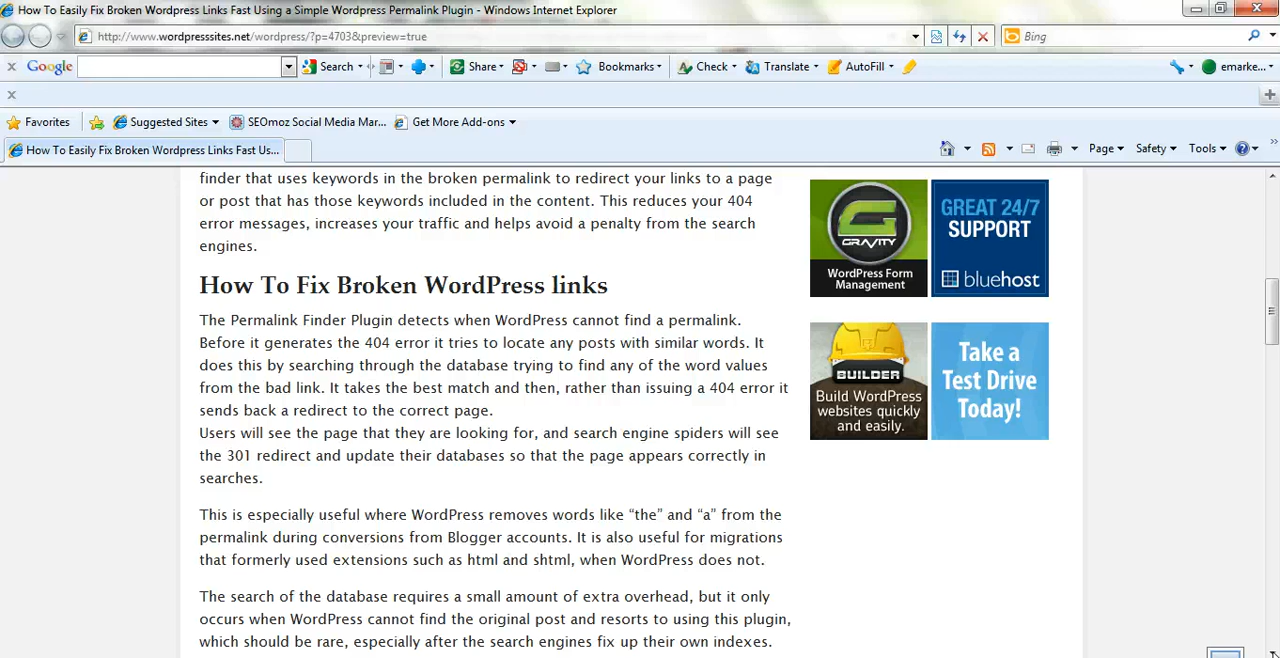 How To Easily Fix Broken Wordpress Links Fast Using a Simple Wordpress Permalink Plugin - Windows Internet Explorer
http://www.wordpresssites.net/wordpress/?p=4703&preview=true
Bing
x Google
Search
Share
Bookmarks
Check
Translate
AutoFill
emarke...
x
Favorites
Suggested Sites
SEOmoz Social Media Mar...
Get More Add-ons
How To Easily Fix Broken Wordpress Links Fast Us...
Page
Safety
Tools
finder that uses keywords in the broken permalink to redirect your links to a page
or post that has those keywords included in the content. This reduces your 404
error messages, increases your traffic and helps avoid a penalty from the search
engines.
How To Fix Broken WordPress links
The Permalink Finder Plugin detects when WordPress cannot find a permalink.
Before it generates the 404 error it tries to locate any posts with similar words. It
does this by searching through the database trying to find any of the word values
from the bad link. It takes the best match and then, rather than issuing a 404 error it
sends back a redirect to the correct page.
Users will see the page that they are looking for, and search engine spiders will see
the 301 redirect and update their databases so that the page appears correctly in
searches.
This is especially useful where WordPress removes words like “the” and “a” from the
permalink during conversions from Blogger accounts. It is also useful for migrations
that formerly used extensions such as html and shtml, when WordPress does not.
The search of the database requires a small amount of extra overhead, but it only
occurs when WordPress cannot find the original post and resorts to using this plugin,
which should be rare, especially after the search engines fix up their own indexes.
GRAVITY
WordPress Form
Management
GREAT 24/7
SUPPORT
bluehost
BUILDER
Build WordPress
websites quickly
and easily.
Take a
Test Drive
Today!